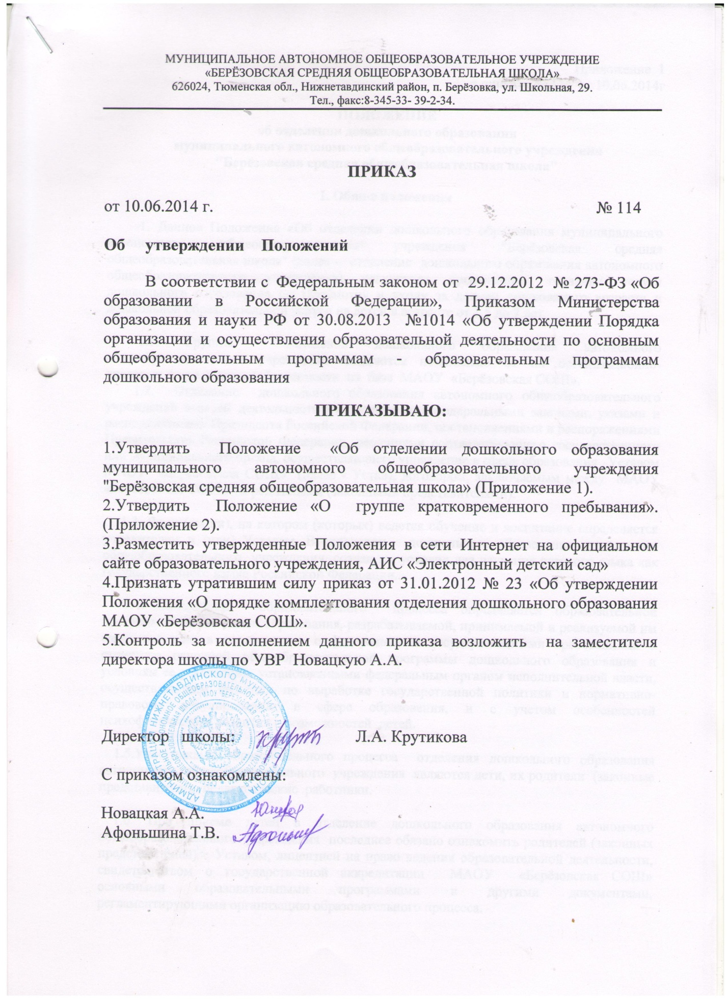 МУНИЦИПАЛЬНОЕ АВТОНОМНОЕ ОБЩЕОБРАЗОВАТЕЛЬНОЕ УЧРЕЖДЕНИЕ
«БЕРЁЗОВСКАЯ СРЕДНЯЯ ОБЩЕОБРАЗОВАТЕЛЬНАЯ ШКОЛА»
626024, Тюменская обл., Нижнетавдинский район, п. Берёзовка, ул. Школьная, 29.
Тел., факс:8-345-33- 39-2-34.
ПРИКАЗ
от 10.06.2014 г. № 114
Об утверждении Положений
В соответствии с Федеральным законом от 29.12.2012 № 273-ФЗ «Об
образовании в Российской Федерации», Приказом Министерства
образования и науки РФ от 30.08.2013 №1014 «Об утверждении Порядка
организации и осуществления образовательной деятельности по основным
общеобразовательным программам - образовательным программам
дошкольного образования
ПРИКАЗЫВАЮ:
1.Утвердить Положение «Об отделении дошкольного образования
муниципального автономного общеобразовательного учреждения
"Берёзовская средняя общеобразовательная школа» (Приложение 1).
2.Утвердить Положение «О группе кратковременного пребывания».
(Приложение 2).
3.Разместить утвержденные Положения в сети Интернет на официальном
сайте образовательного учреждения, АИС «Электронный детский сад»
4.Признать утратившим силу приказ от 31.01.2012 № 23 «Об утверждении
Положения «О порядке комплектования отделения дошкольного образования
МАОУ «Берёзовская СОШ».
5.Контроль за исполнением данного приказа возложить на заместителя
директора школы по УВР Новацкую А.А.
Директор школы: Л.А. Крутикова
С приказом ознакомлены:
Новацкая А.А.
Афоньшина Т.В.